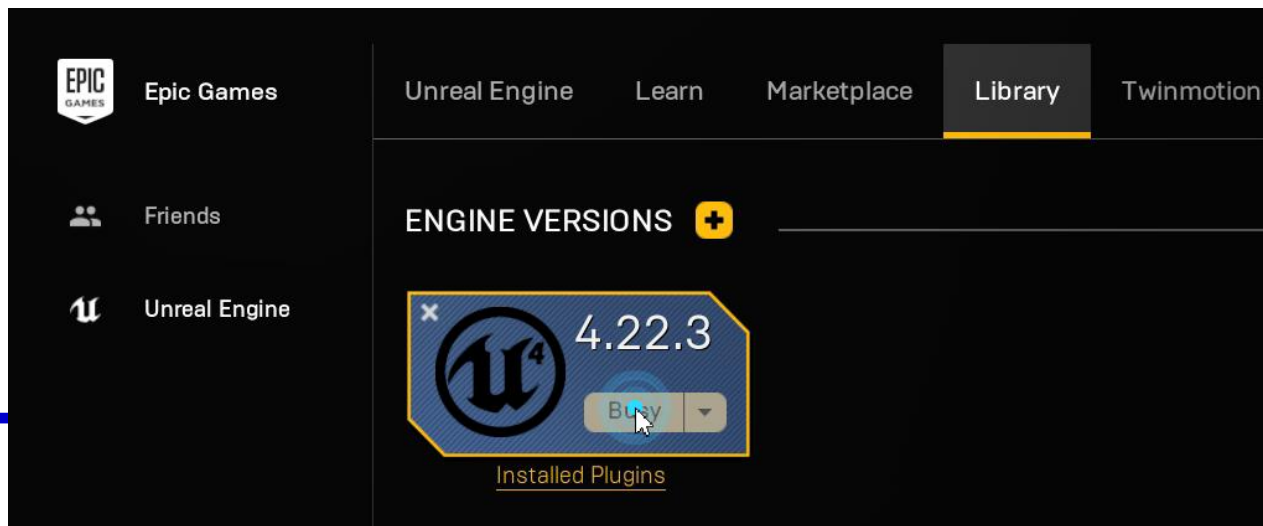 EPIC GAMES
Epic Games
Unreal Engine Learn Marketplace Library Twinmotion
Friends
ENGINE VERSIONS
Unreal Engine
4.22.3
4
Busy
Installed Plugins